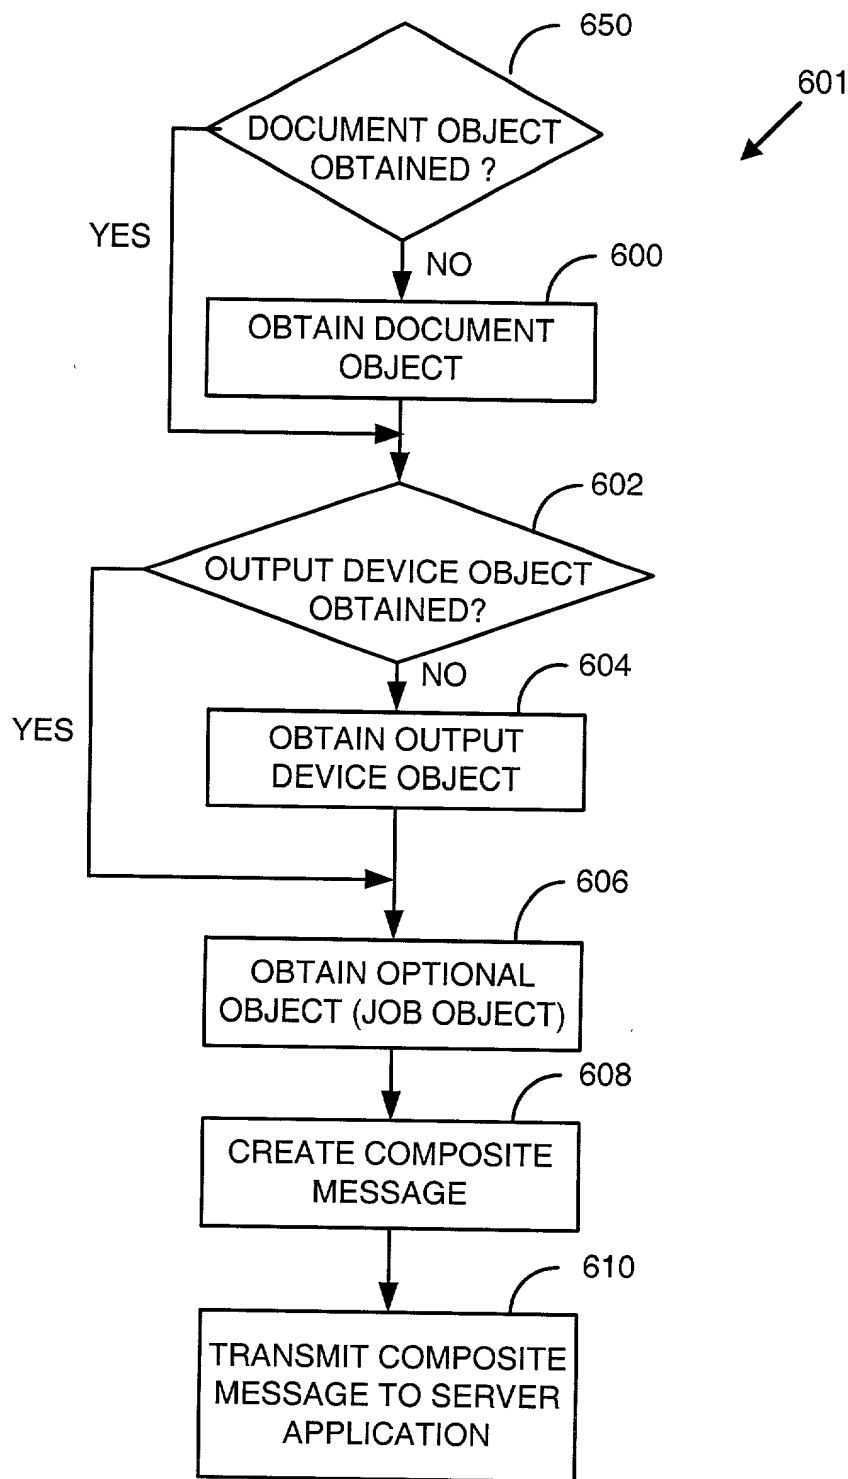 650
601
DOCUMENT OBJECT
OBTAINED ?
YES
NO
600
OBTAIN DOCUMENT
OBJECT
602
OUTPUT DEVICE OBJECT
OBTAINED?
NO
604
YES
OBTAIN OUTPUT
DEVICE OBJECT
606
OBTAIN OPTIONAL
OBJECT (JOB OBJECT)
608
CREATE COMPOSITE
MESSAGE
610
TRANSMIT COMPOSITE
MESSAGE TO SERVER
APPLICATION